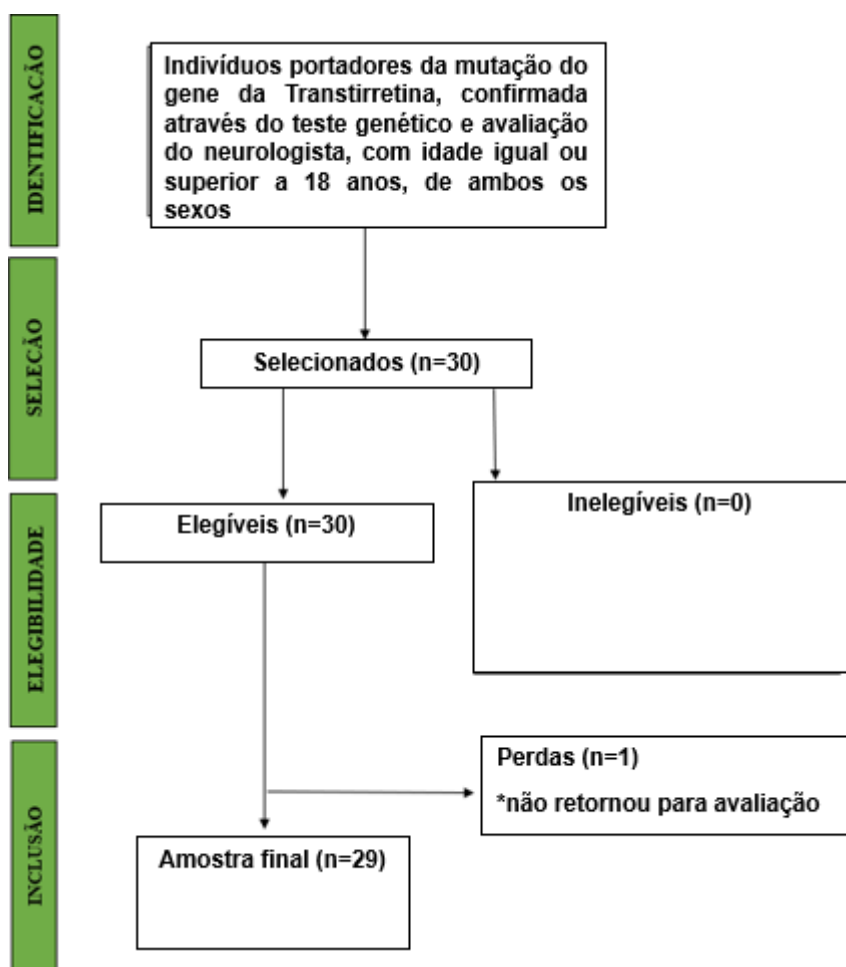 IDENTIFICAÇÃO
Indivíduos portadores da mutação do
gene da Transtirretina, confirmada
através do teste genético e avaliação
do neurologista, com idade igual ou
superior a 18 anos, de ambos os
sexos
SELEÇÃO
Selecionados (n=30)
ELEGIBILIDADE
Elegíveis (n=30)
Inelegíveis (n=0)
INCLUSÃO
Perdas (n=1)
*não retornou para avaliação
Amostra final (n=29)